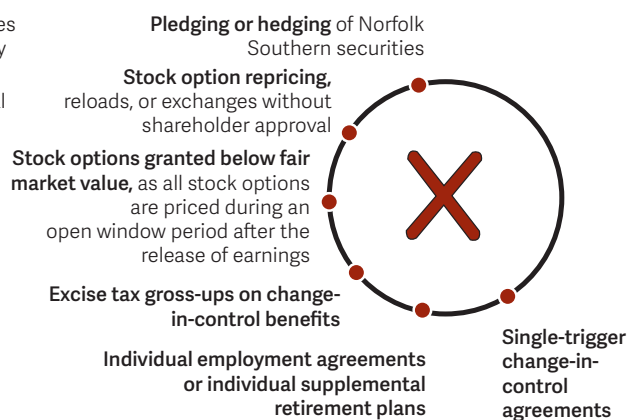 Pledging or hedging of Norfolk
Southern securities
Stock option repricing,
reloads, or exchanges without
shareholder approval
Stock options granted below fair
market value, as all stock options
are priced during an
open window period after the
release of earnings
Excise tax gross-ups on change-
in-control benefits
Individual employment agreements
or individual supplemental
retirement plans
Single-trigger
change-in-
control
agreements